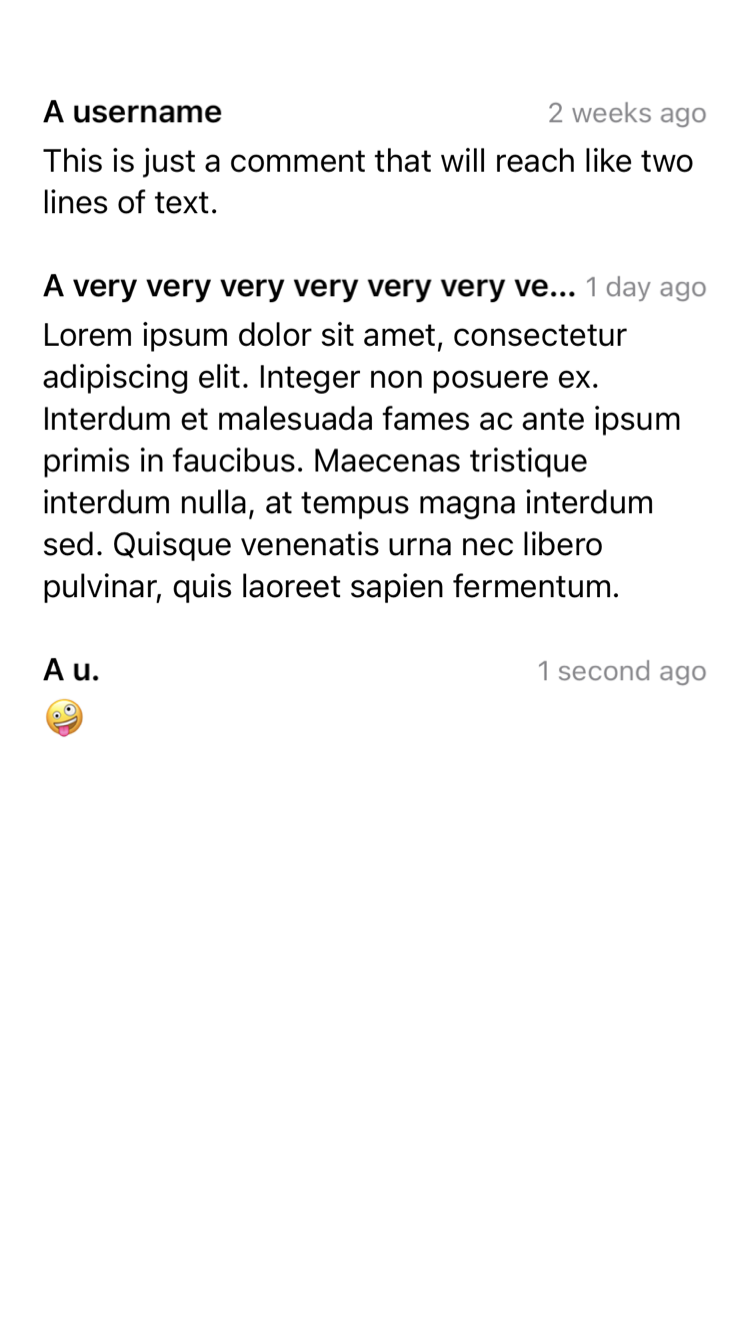 A username 2 weeks ago
This is just a comment that will reach like two
lines of text.
A very very very very very very ve... 1 day ago
Lorem ipsum dolor sit amet, consectetur
adipiscing elit. Integer non posuere ex.
Interdum et malesuada fames ac ante ipsum
primis in faucibus. Maecenas tristique
interdum nulla, at tempus magna interdum
sed. Quisque venenatis urna nec libero
pulvinar, quis laoreet sapien fermentum.
A u. 1 second ago
🤪